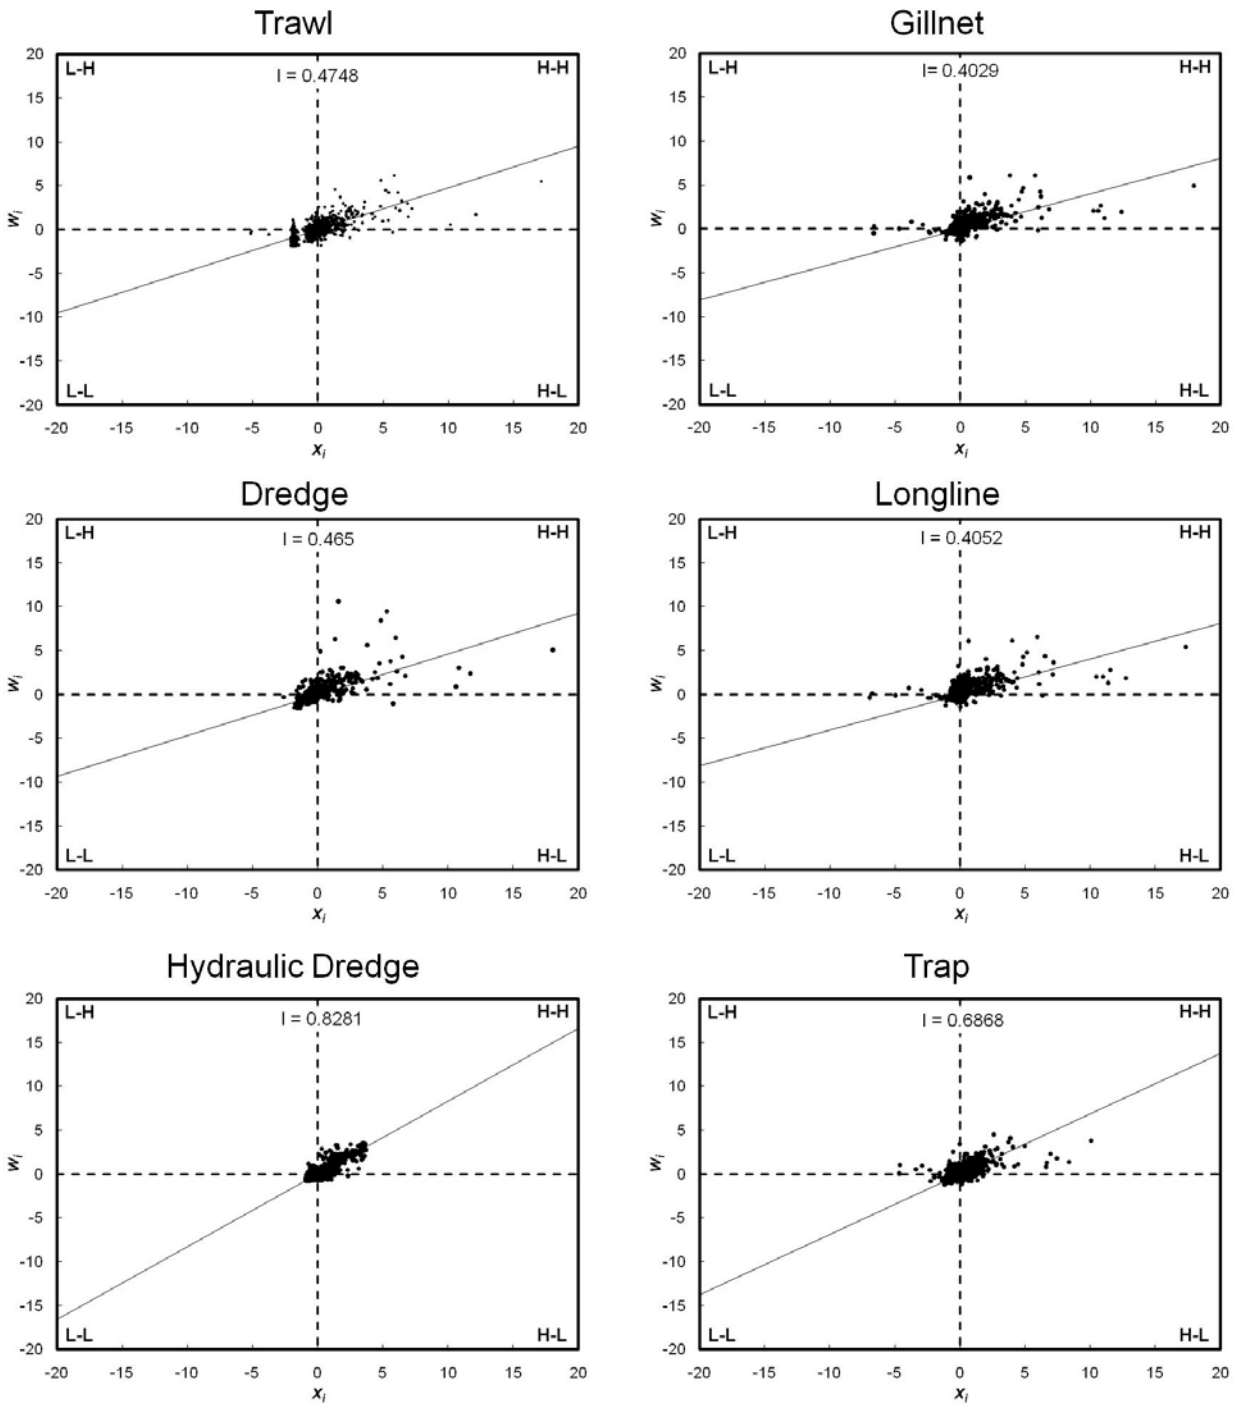 Trawl
L-H
I = 0.4748
H-H
20
15
10
5
0
-5
-10
-15
-20
wᵢ
L-L
H-L
-20 -15 -10 -5 0 5 10 15 20
xᵢ
Gillnet
L-H
I= 0.4029
H-H
20
15
10
5
0
-5
-10
-15
-20
wᵢ
L-L
H-L
-20 -15 -10 -5 0 5 10 15 20
xᵢ
Dredge
L-H
I = 0.465
H-H
20
15
10
5
0
-5
-10
-15
-20
wᵢ
L-L
H-L
-20 -15 -10 -5 0 5 10 15 20
xᵢ
Longline
L-H
I = 0.4052
H-H
20
15
10
5
0
-5
-10
-15
-20
wᵢ
L-L
H-L
-20 -15 -10 -5 0 5 10 15 20
xᵢ
Hydraulic Dredge
L-H
I = 0.8281
H-H
20
15
10
5
0
-5
-10
-15
-20
wᵢ
L-L
H-L
-20 -15 -10 -5 0 5 10 15 20
xᵢ
Trap
L-H
I = 0.6868
H-H
20
15
10
5
0
-5
-10
-15
-20
wᵢ
L-L
H-L
-20 -15 -10 -5 0 5 10 15 20
xᵢ